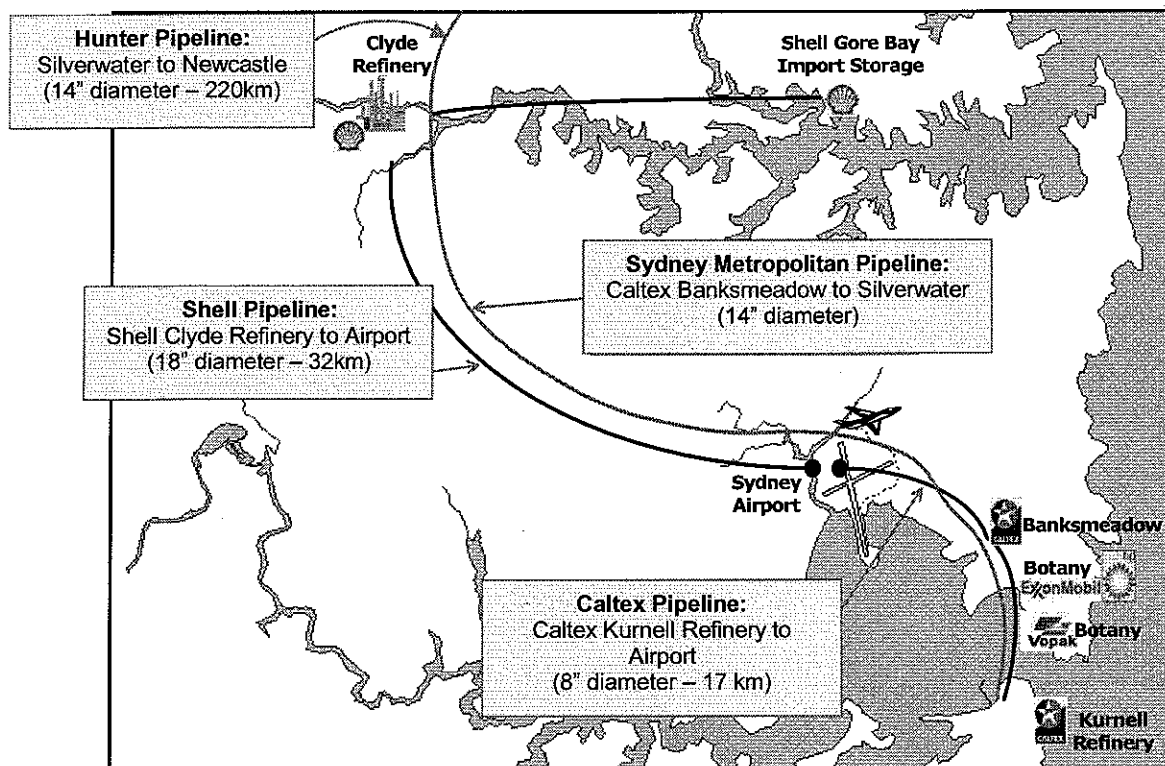 Hunter Pipeline:
Silverwater to Newcastle
(14" diameter – 220km)
Clyde
Refinery
Shell Gore Bay
Import Storage
Sydney Metropolitan Pipeline:
Caltex Banksmeadow to Silverwater
(14" diameter)
Shell Pipeline:
Shell Clyde Refinery to Airport
(18" diameter – 32km)
Sydney
Airport
Banksmeadow
Botany
ExxonMobil
Vopak Botany
Caltex Pipeline:
Caltex Kurnell Refinery to
Airport
(8" diameter – 17 km)
Kurnell
Refinery